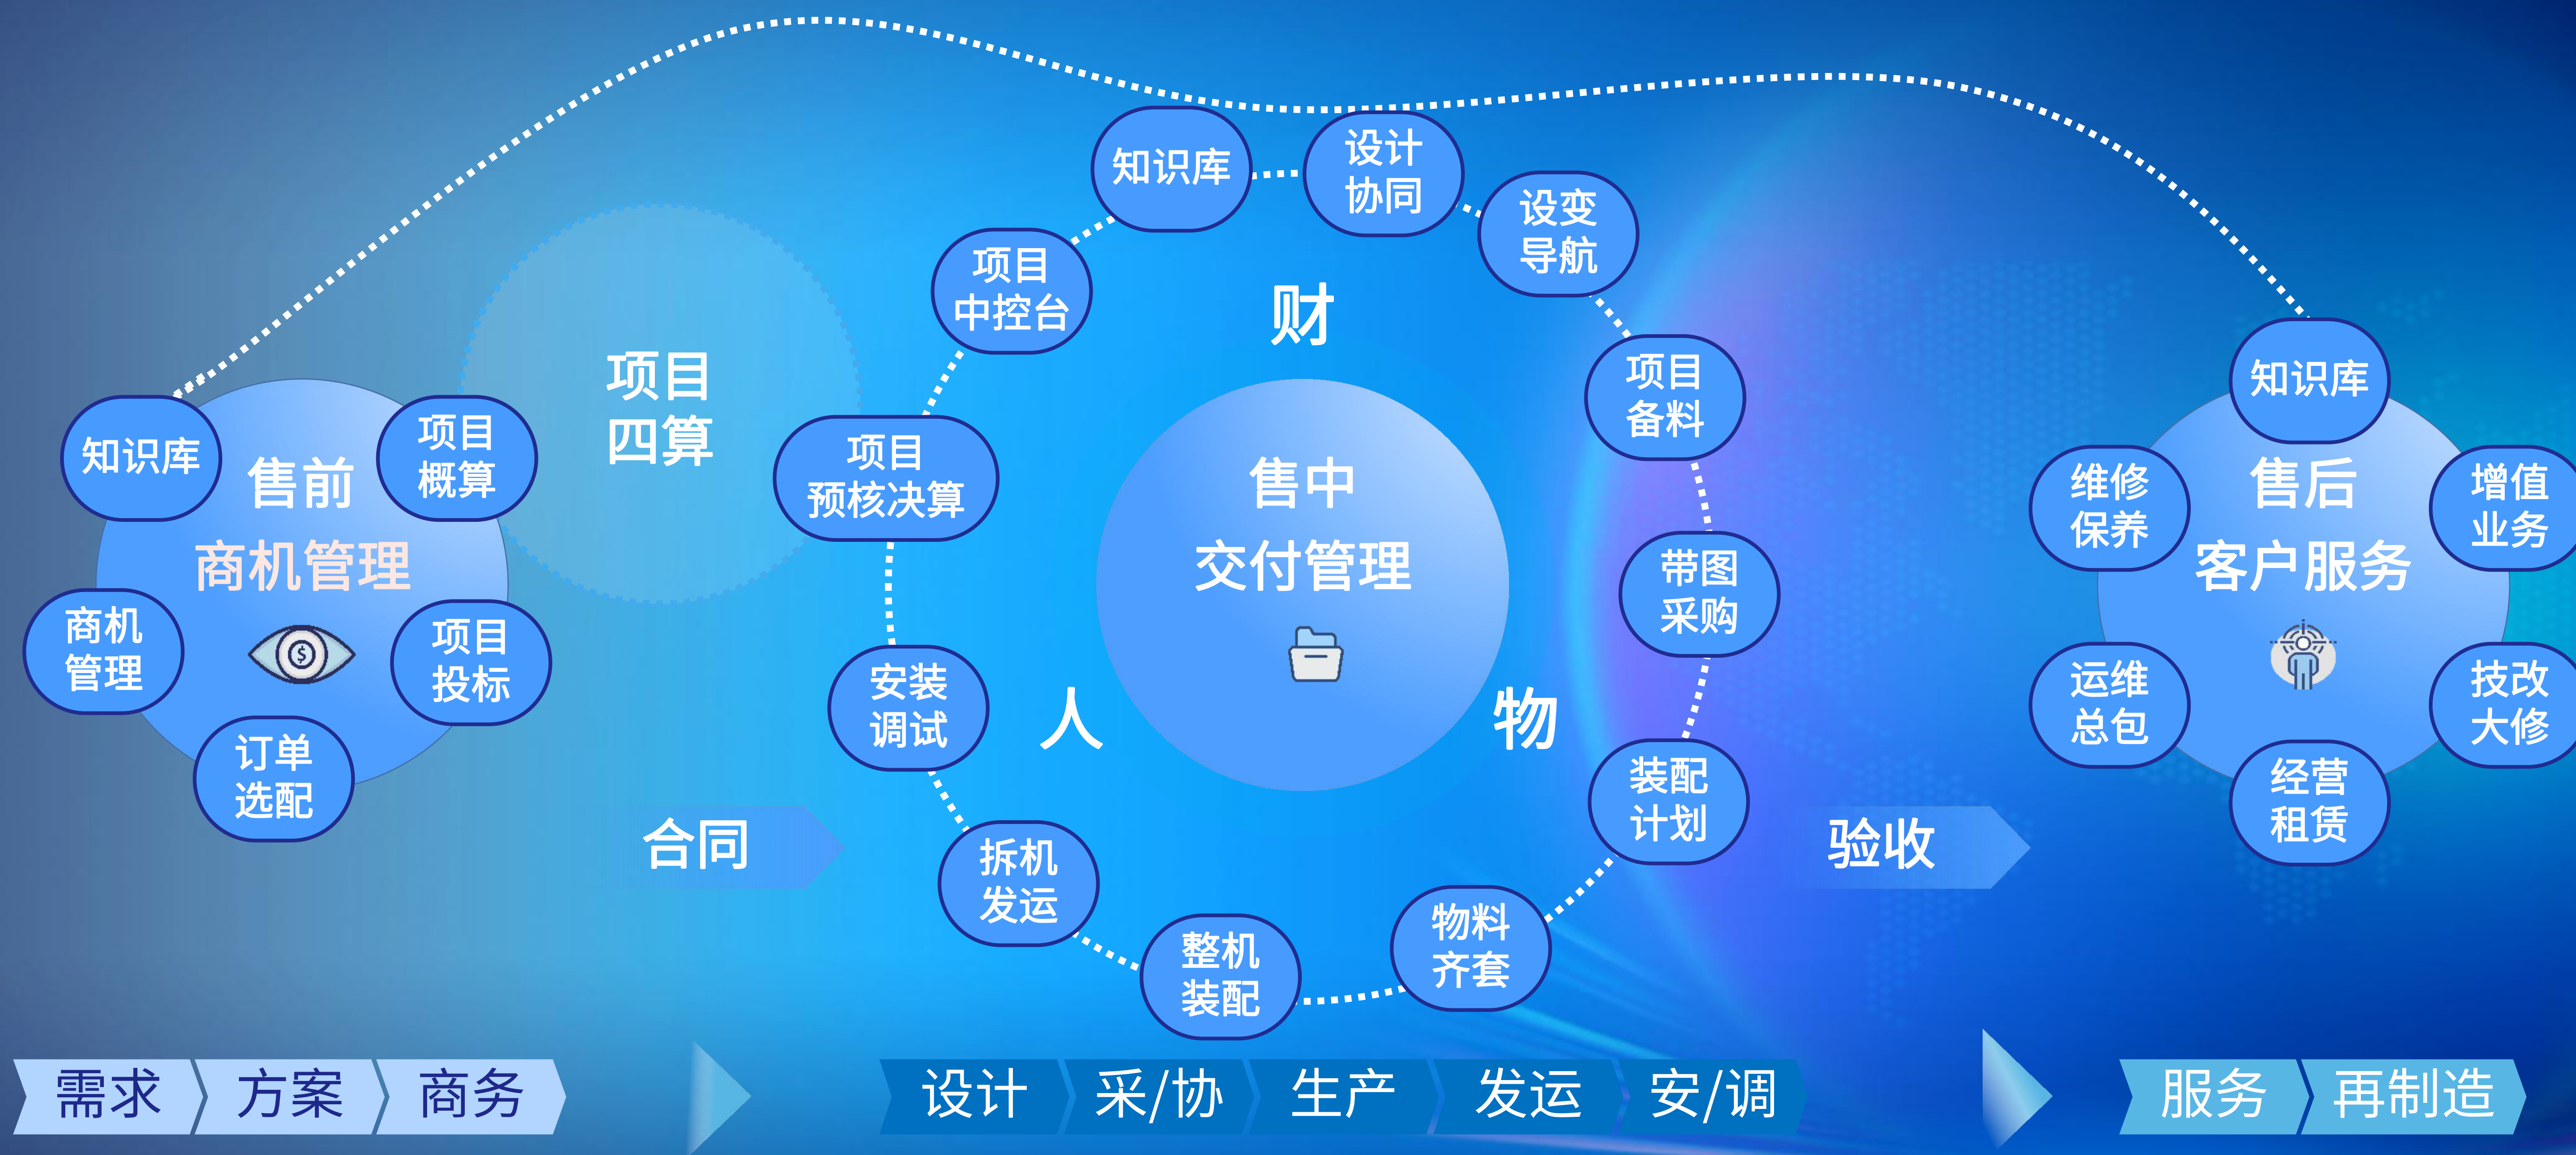 知识库
项目
概算
售前
商机管理
商机
管理
项目
投标
订单
选配
项目
四算
合同
知识库
设计
协同
设变
导航
项目
中控台
项目
备料
项目
预核决算
带图
采购
安装
调试
装配
计划
拆机
发运
物料
齐套
整机
装配
财
人
物
售中
交付管理
验收
知识库
维修
保养
增值
业务
售后
客户服务
运维
总包
技改
大修
经营
租赁
需求
方案
商务
设计
采/协
生产
发运
安/调
服务
再制造
$